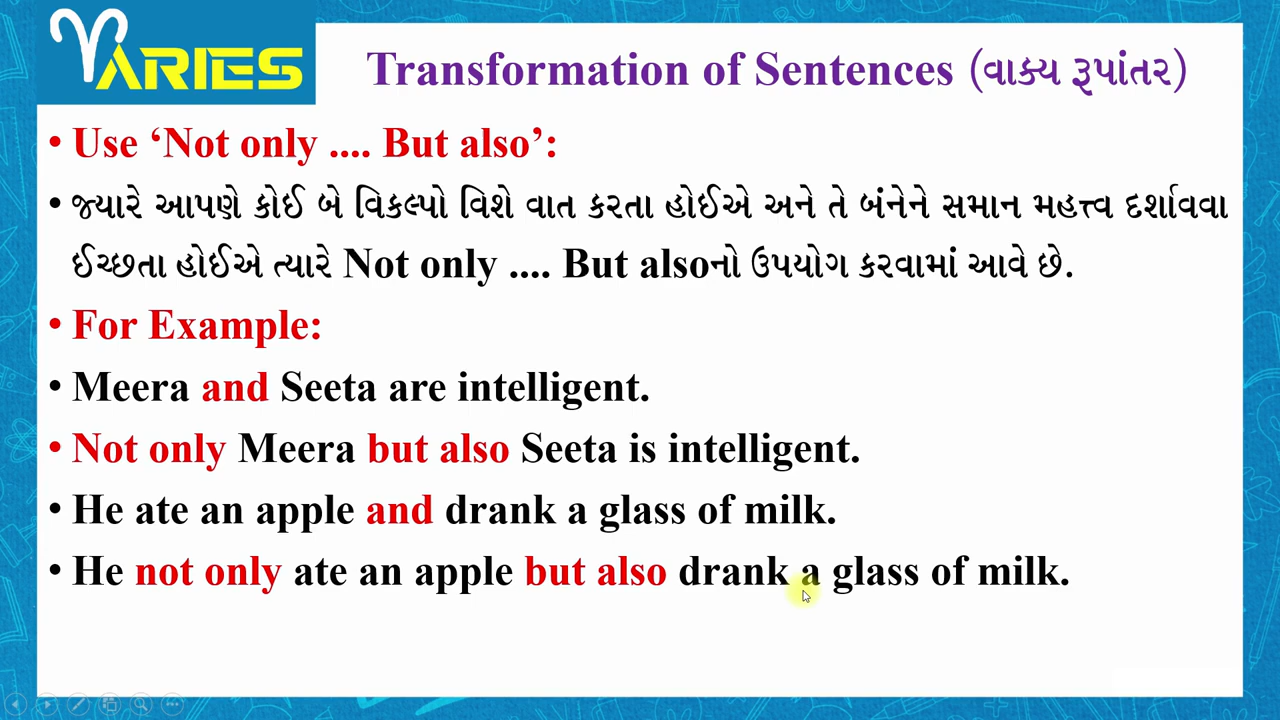 ARIES
Transformation of Sentences (વાક્ય રૂપાંતર)
• Use ‘Not only .... But also’:
• જ્યારે આપણે કોઈ બે વિકલ્પો વિશે વાત કરતા હોઈએ અને તે બંનેને સમાન મહત્ત્વ દર્શાવવા
ઈચ્છતા હોઈએ ત્યારે Not only .... But alsoનો ઉપયોગ કરવામાં આવે છે.
• For Example:
• Meera and Seeta are intelligent.
• Not only Meera but also Seeta is intelligent.
• He ate an apple and drank a glass of milk.
• He not only ate an apple but also drank a glass of milk.